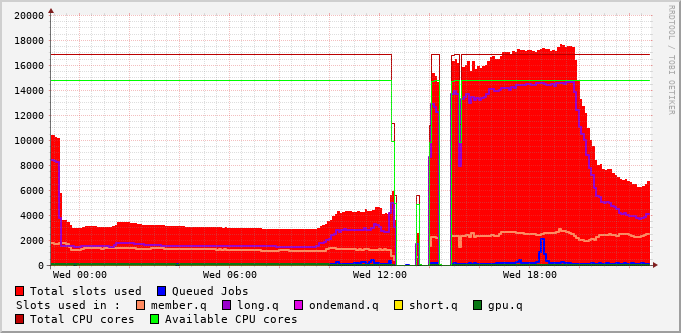 20000
18000
16000
14000
12000
10000
8000
6000
4000
2000
0
Wed 00:00 Wed 06:00 Wed 12:00 Wed 18:00
Total slots used Queued Jobs
Slots used in : member.q long.q ondemand.q short.q gpu.q
Total CPU cores Available CPU cores
RRDTOOL / TOBI OETIKER